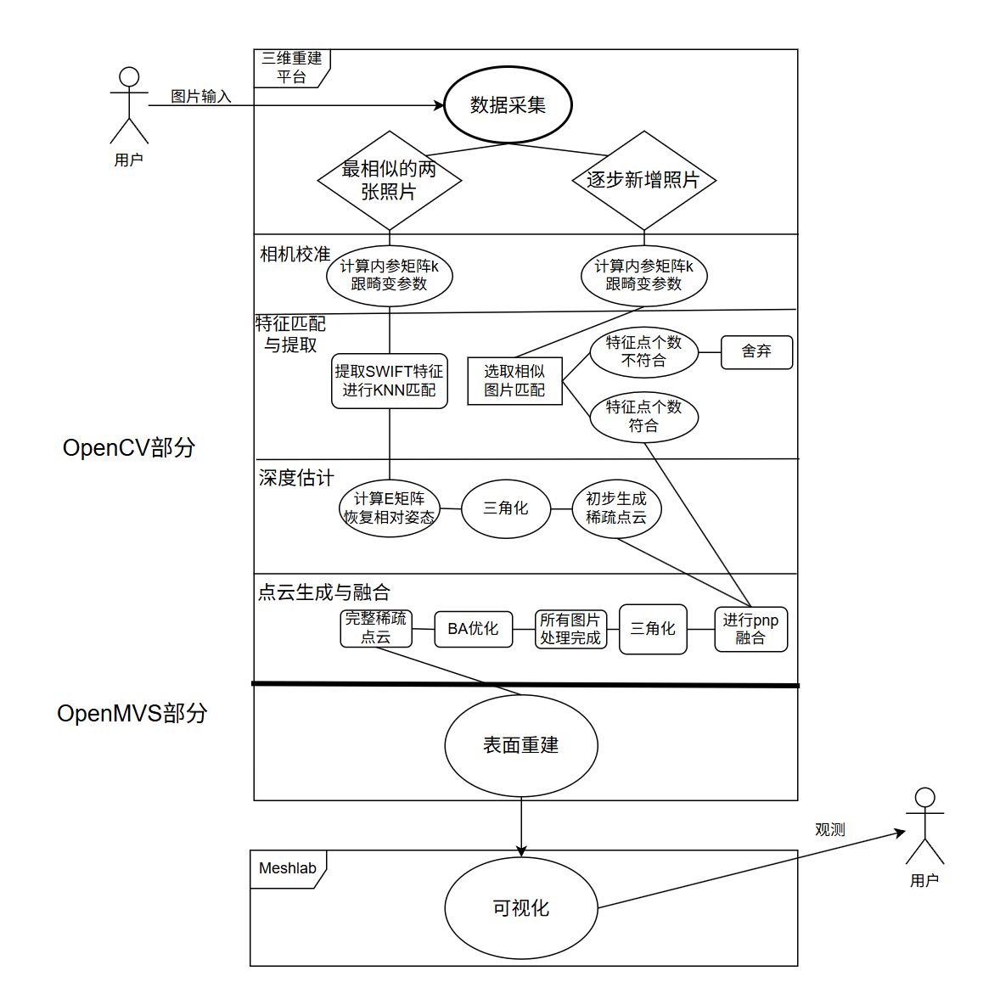 三维重建
平台
图片输入
用户
数据采集
最相似的两
张照片
逐步新增照片
相机校准
计算内参矩阵k
跟畸变参数
计算内参矩阵k
跟畸变参数
特征匹配
与提取
提取SWIFT特征
进行KNN匹配
选取相似
图片匹配
特征点个数
不符合
舍弃
特征点个数
符合
OpenCV部分
深度估计
计算E矩阵
恢复相对姿态
三角化
初步生成
稀疏点云
点云生成与融合
完整稀疏
点云
BA优化
所有图片
处理完成
三角化
进行pnp
融合
OpenMVS部分
表面重建
观测
用户
Meshlab
可视化